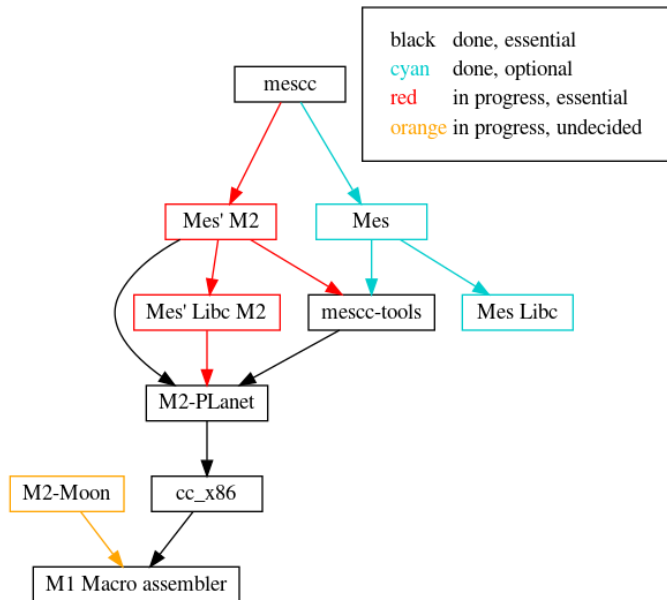 black done, essential
cyan done, optional
red in progress, essential
orange in progress, undecided
mescc
Mes' M2
Mes
Mes' Libc M2
mescc-tools
Mes Libc
M2-PLanet
M2-Moon
cc_x86
M1 Macro assembler